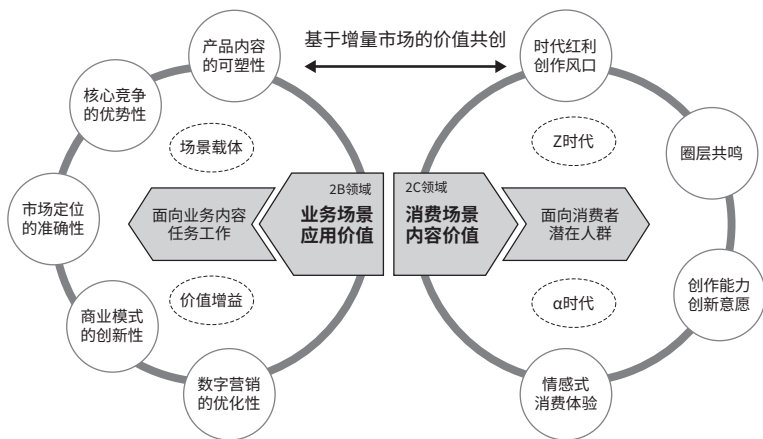 产品内容
的可塑性
基于增量市场的价值共创
时代红利
创作风口
核心竞争
的优势性
场景载体
Z时代
圈层共鸣
市场定位
的准确性
面向业务内容
任务工作
2B领域
业务场景
应用价值
2C领域
消费场景
内容价值
面向消费者
潜在人群
商业模式
的创新性
价值增益
α时代
创作能力
创新意愿
数字营销
的优化性
情感式
消费体验